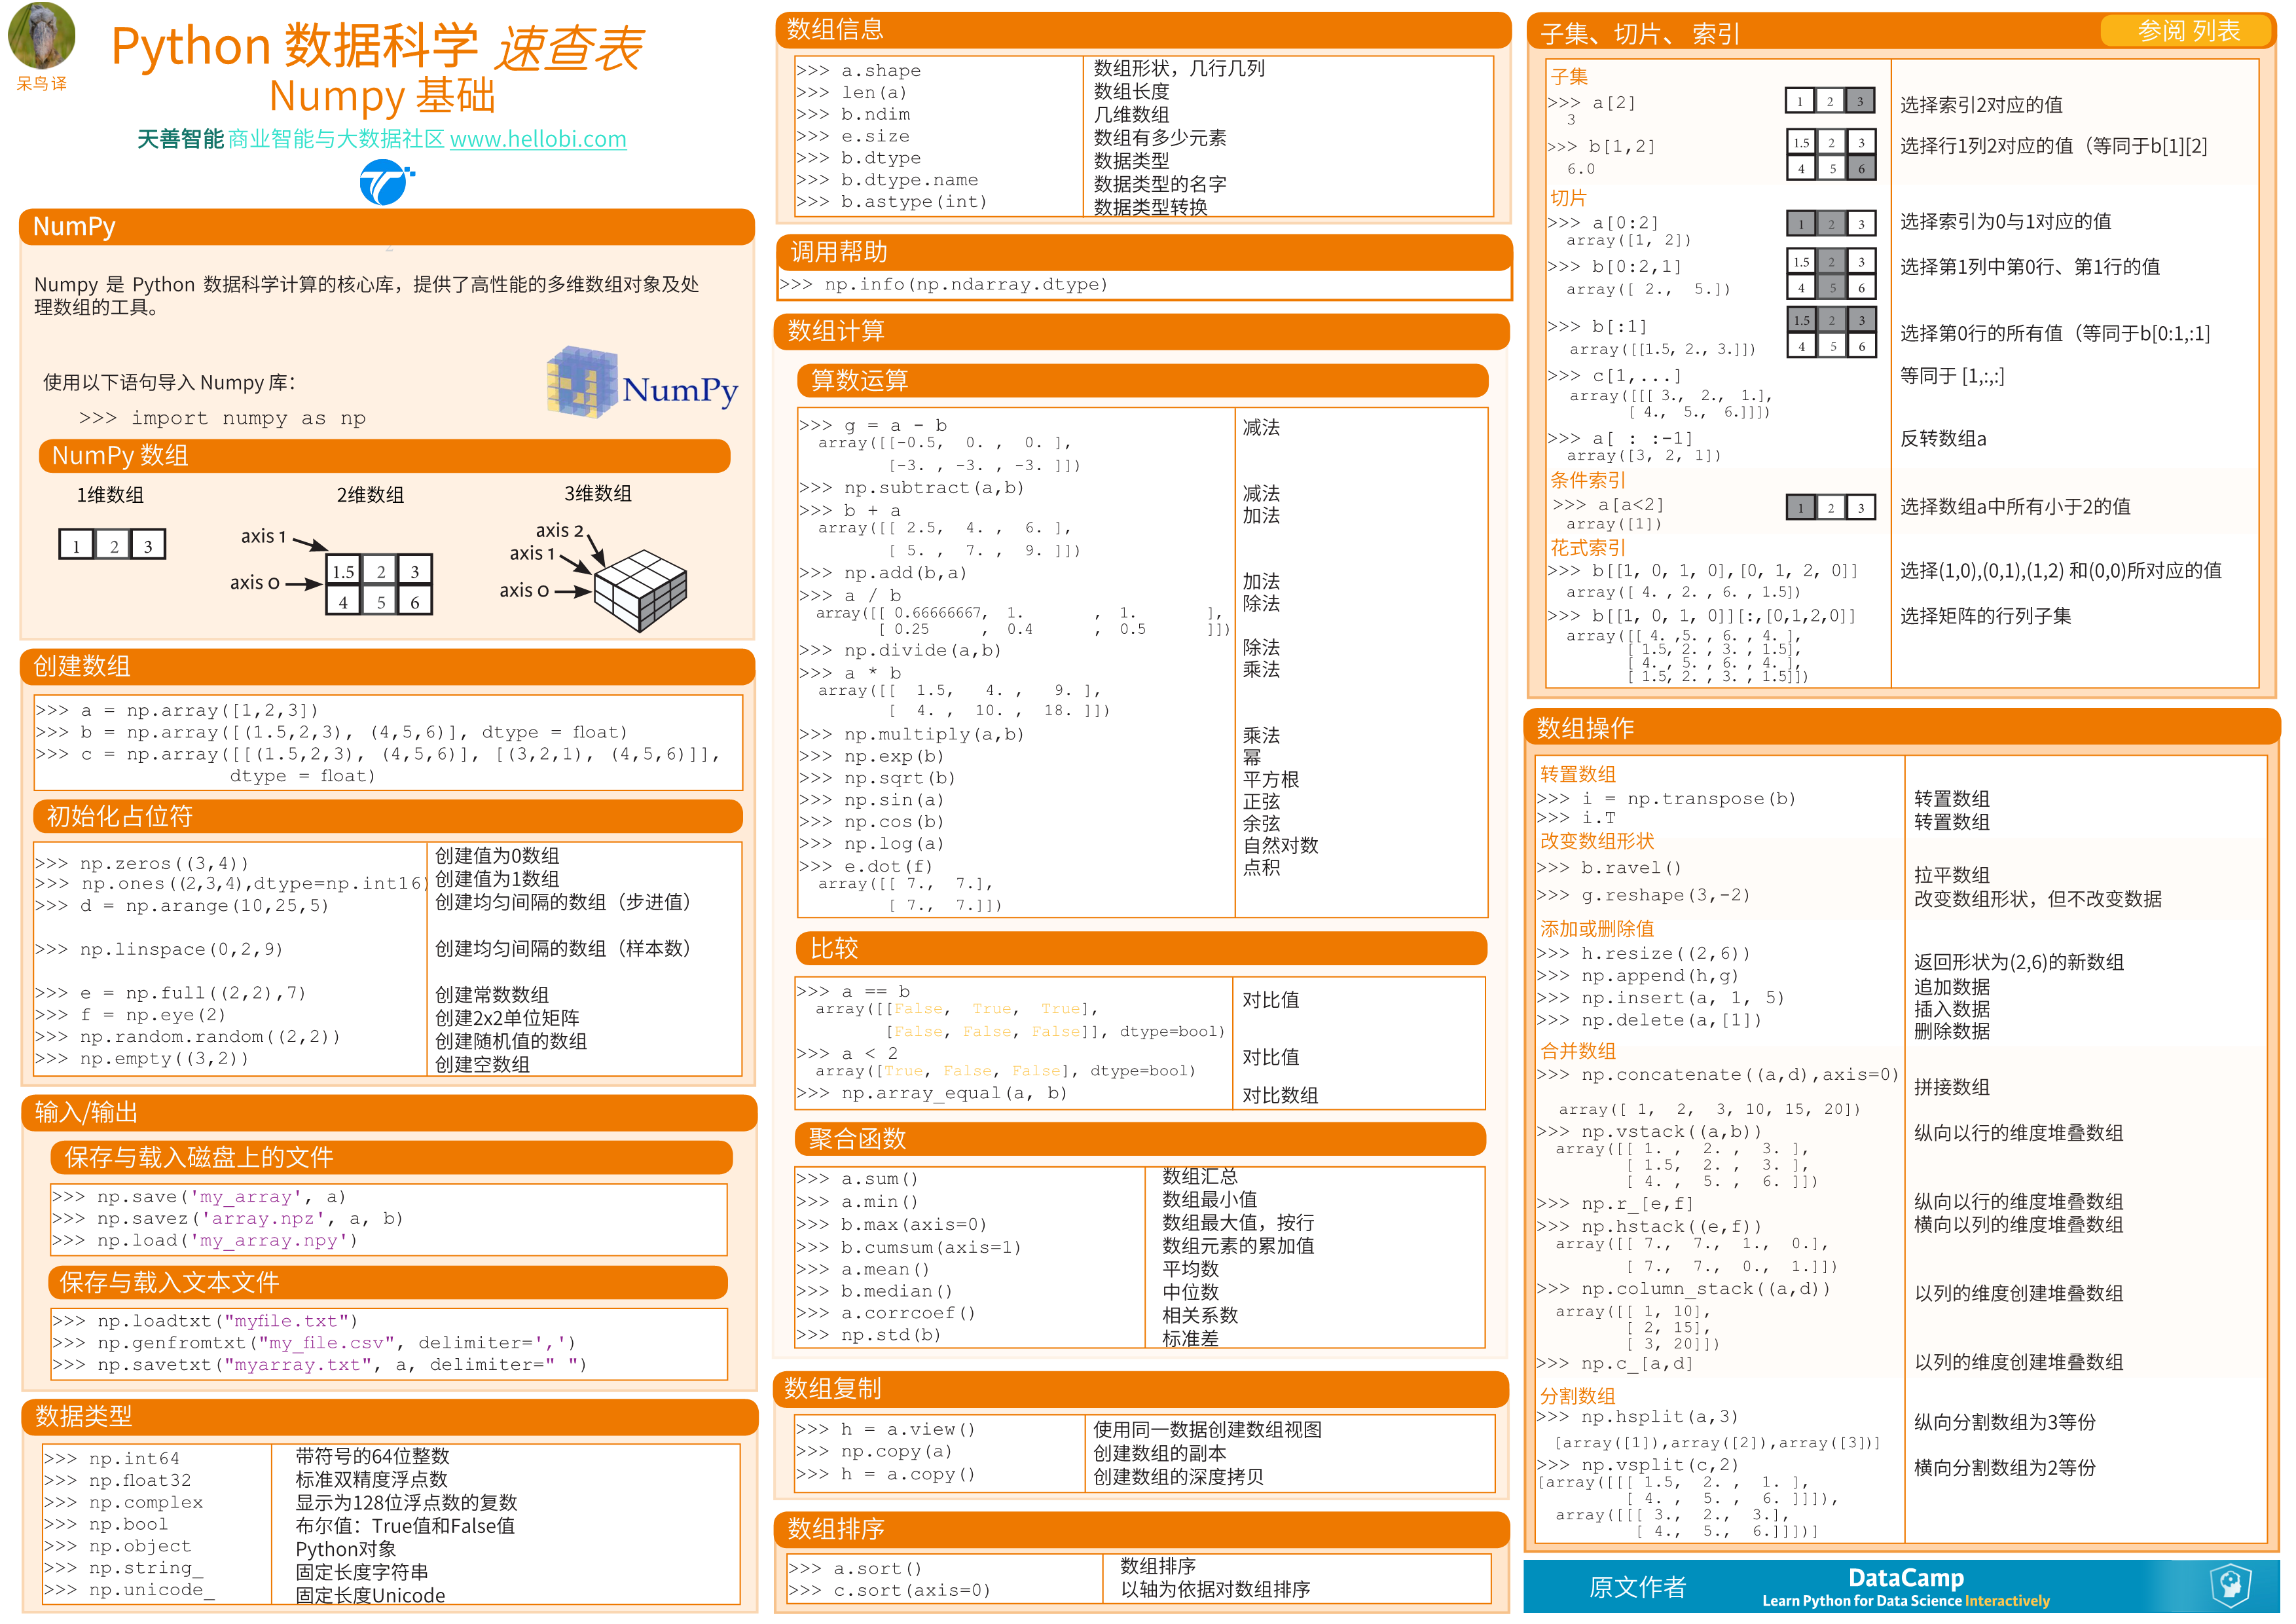 呆鸟译
Python 数据科学 速查表
Numpy 基础
天善智能 商业智能与大数据社区 www.hellobi.com
NumPy
2
Numpy 是 Python 数据科学计算的核心库，提供了高性能的多维数组对象及处
理数组的工具。
使用以下语句导入 Numpy 库：
>>> import numpy as np
NumPy
NumPy 数组
1维数组
2维数组
3维数组
1 2 3
axis 1
axis 0
1.5 2 3
4 5 6
axis 2
axis 1
axis 0
创建数组
>>> a = np.array([1,2,3])
>>> b = np.array([(1.5,2,3), (4,5,6)], dtype = float)
>>> c = np.array([[(1.5,2,3), (4,5,6)], [(3,2,1), (4,5,6)]],
dtype = float)
初始化占位符
>>> np.zeros((3,4)) 创建值为0数组
>>> np.ones((2,3,4),dtype=np.int16) 创建值为1数组
>>> d = np.arange(10,25,5) 创建均匀间隔的数组（步进值）
>>> np.linspace(0,2,9) 创建均匀间隔的数组（样本数）
>>> e = np.full((2,2),7) 创建常数数组
>>> f = np.eye(2) 创建2x2单位矩阵
>>> np.random.random((2,2)) 创建随机值的数组
>>> np.empty((3,2)) 创建空数组
输入/输出
保存与载入磁盘上的文件
>>> np.save('my_array', a)
>>> np.savez('array.npz', a, b)
>>> np.load('my_array.npy')
保存与载入文本文件
>>> np.loadtxt("myfile.txt")
>>> np.genfromtxt("my_file.csv", delimiter=',')
>>> np.savetxt("myarray.txt", a, delimiter=" ")
数据类型
>>> np.int64 带符号的64位整数
>>> np.float32 标准双精度浮点数
>>> np.complex 显示为128位浮点数的复数
>>> np.bool 布尔值：True值和False值
>>> np.object Python对象
>>> np.string_ 固定长度字符串
>>> np.unicode_ 固定长度Unicode
数组信息
>>> a.shape 数组形状，几行几列
>>> len(a) 数组长度
>>> b.ndim 几维数组
>>> e.size 数组有多少元素
>>> b.dtype 数据类型
>>> b.dtype.name 数据类型的名字
>>> b.astype(int) 数据类型转换
调用帮助
>>> np.info(np.ndarray.dtype)
数组计算
算数运算
>>> g = a - b 减法
array([[-0.5, 0. , 0. ],
[-3. , -3. , -3. ]])
>>> np.subtract(a,b) 减法
>>> b + a 加法
array([[ 2.5, 4. , 6. ],
[ 5. , 7. , 9. ]])
>>> np.add(b,a) 加法
>>> a / b 除法
array([[ 0.66666667, 1. , 1. ],
[ 0.25 , 0.4 , 0.5 ]])
>>> np.divide(a,b) 除法
>>> a * b 乘法
array([[ 1.5, 4. , 9. ],
[ 4. , 10. , 18. ]])
>>> np.multiply(a,b) 乘法
>>> np.exp(b) 幂
>>> np.sqrt(b) 平方根
>>> np.sin(a) 正弦
>>> np.cos(b) 余弦
>>> np.log(a) 自然对数
>>> e.dot(f) 点积
array([[ 7., 7.],
[ 7., 7.]])
比较
>>> a == b 对比值
array([[False, True, True],
[False, False, False]], dtype=bool)
>>> a < 2 对比值
array([True, False, False], dtype=bool)
>>> np.array_equal(a, b) 对比数组
聚合函数
>>> a.sum() 数组汇总
>>> a.min() 数组最小值
>>> b.max(axis=0) 数组最大值，按行
>>> b.cumsum(axis=1) 数组元素的累加值
>>> a.mean() 平均数
>>> b.median() 中位数
>>> a.corrcoef() 相关系数
>>> np.std(b) 标准差
数组复制
>>> h = a.view() 使用同一数据创建数组视图
>>> np.copy(a) 创建数组的副本
>>> h = a.copy() 创建数组的深度拷贝
数组排序
>>> a.sort() 数组排序
>>> c.sort(axis=0) 以轴为依据对数组排序
子集、切片、 索引 参阅 列表
子集
>>> a[2] 1 2 3 选择索引2对应的值
3
>>> b[1,2] 1.5 2 3 选择行1列2对应的值（等同于b[1][2]
6.0 4 5 6
切片
>>> a[0:2] 1 2 3 选择索引为0与1对应的值
array([1, 2])
>>> b[0:2,1] 1.5 2 3 选择第1列中第0行、第1行的值
array([ 2., 5.]) 4 5 6
>>> b[:1] 1.5 2 3 选择第0行的所有值（等同于b[0:1,:1]
array([[1.5, 2., 3.]]) 4 5 6
>>> c[1,...] 等同于 [1,:,:]
array([[[ 3., 2., 1.],
[ 4., 5., 6.]]])
>>> a[ : :-1] 反转数组a
array([3, 2, 1])
条件索引
>>> a[a<2] 1 2 3 选择数组a中所有小于2的值
array([1])
花式索引
>>> b[[1, 0, 1, 0],[0, 1, 2, 0]] 选择(1,0),(0,1),(1,2) 和(0,0)所对应的值
array([ 4. , 2. , 6. , 1.5])
>>> b[[1, 0, 1, 0]][:,[0,1,2,0]] 选择矩阵的行列子集
array([[ 4. ,5. , 6. , 4. ],
[ 1.5, 2. , 3. , 1.5],
[ 4. , 5. , 6. , 4. ],
[ 1.5, 2. , 3. , 1.5]])
数组操作
转置数组
>>> i = np.transpose(b) 转置数组
>>> i.T 转置数组
改变数组形状
>>> b.ravel() 拉平数组
>>> g.reshape(3,-2) 改变数组形状，但不改变数据
添加或删除值
>>> h.resize((2,6)) 返回形状为(2,6)的新数组
>>> np.append(h,g) 追加数据
>>> np.insert(a, 1, 5) 插入数据
>>> np.delete(a,[1]) 删除数据
合并数组
>>> np.concatenate((a,d),axis=0) 拼接数组
array([ 1, 2, 3, 10, 15, 20])
>>> np.vstack((a,b)) 纵向以行的维度堆叠数组
array([[ 1. , 2. , 3. ],
[ 1.5, 2. , 3. ],
[ 4. , 5. , 6. ]])
>>> np.r_[e,f] 纵向以行的维度堆叠数组
>>> np.hstack((e,f)) 横向以列的维度堆叠数组
array([[ 7., 7., 1., 0.],
[ 7., 7., 0., 1.]])
>>> np.column_stack((a,d)) 以列的维度创建堆叠数组
array([[ 1, 10],
[ 2, 15],
[ 3, 20]])
>>> np.c_[a,d] 以列的维度创建堆叠数组
分割数组
>>> np.hsplit(a,3) 纵向分割数组为3等份
[array([1]),array([2]),array([3])]
>>> np.vsplit(c,2) 横向分割数组为2等份
[array([[[ 1.5, 2. , 1. ],
[ 4. , 5. , 6. ]]]),
array([[[ 3., 2., 3.],
[ 4., 5., 6.]]])]
原文作者
DataCamp
Learn Python for Data Science Interactively